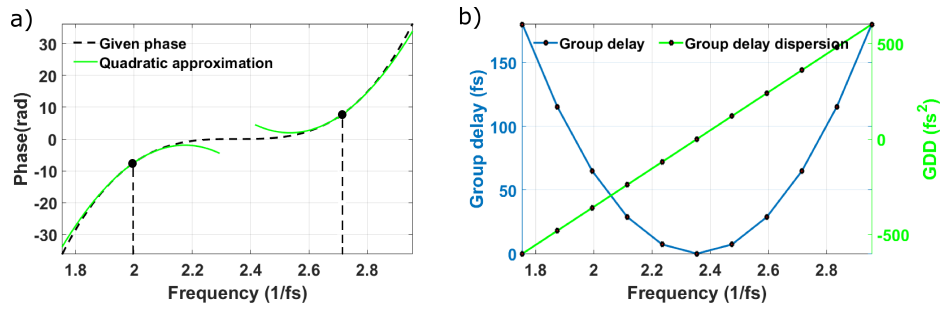 a)
Given phase
Quadratic approximation
30
20
10
0
-10
-20
-30
Phase(rad)
1.8
2
2.2
2.4
2.6
2.8
Frequency (1/fs)
b)
Group delay
Group delay dispersion
150
100
50
0
Group delay (fs)
500
0
-500
GDD (fs²)
1.8
2
2.2
2.4
2.6
2.8
Frequency (1/fs)